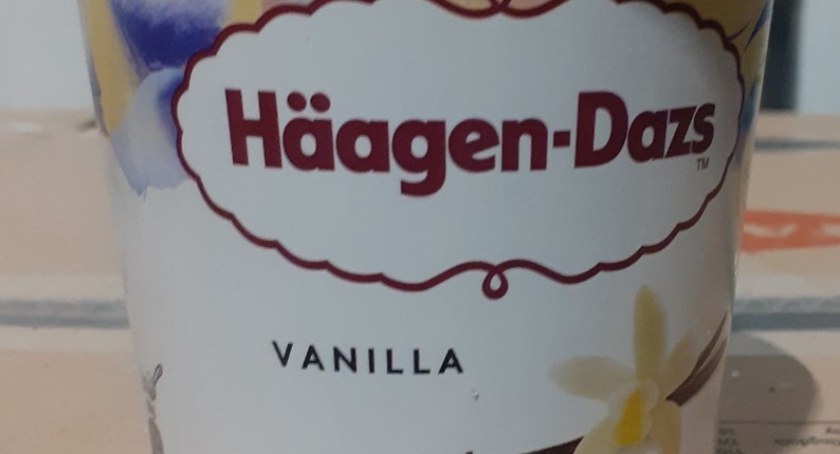 Häagen-Dazs
TM
VANILLA